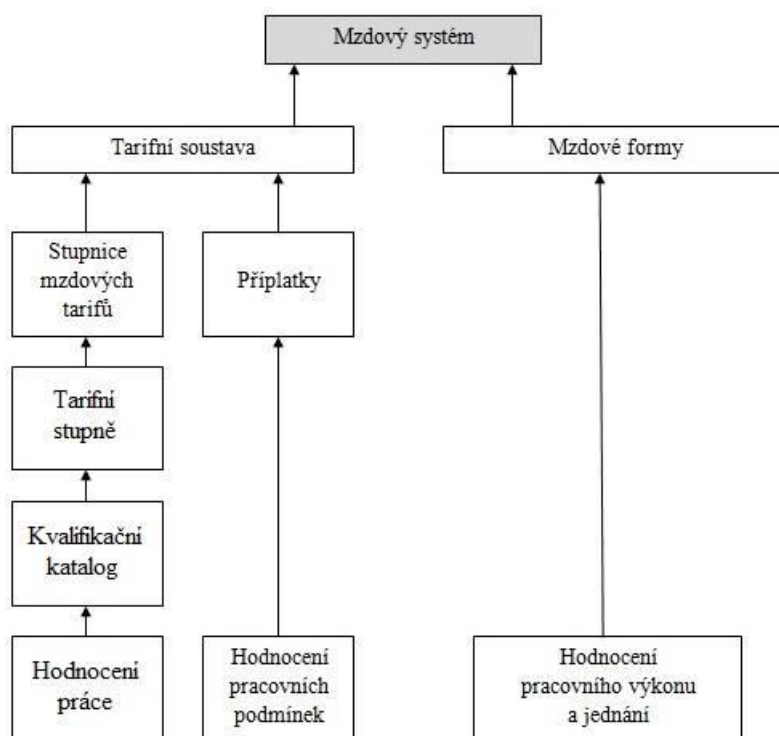 Mzdový systém
Tarifní soustava
Mzdové formy
Stupnice
mzdových
tarifů
Příplatky
Tarifní
stupně
Kvalifikační
katalog
Hodnocení
práce
Hodnocení
pracovních
podmínek
Hodnocení
pracovního výkonu
a jednání